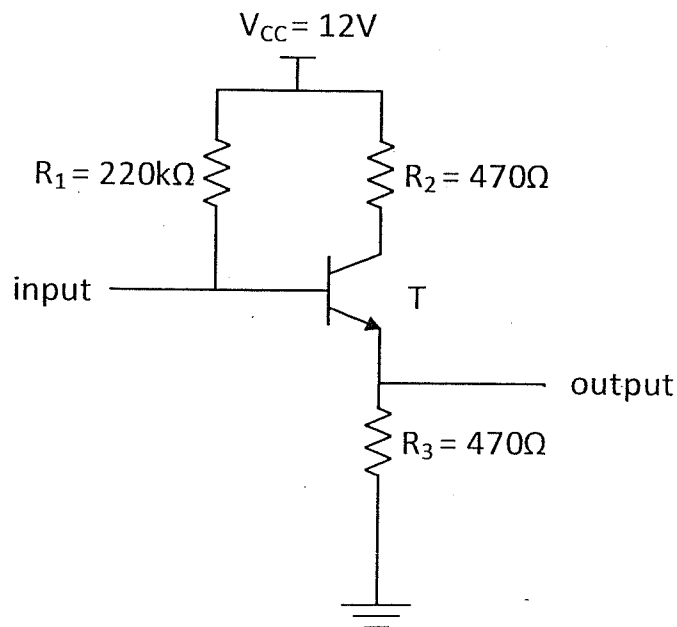 V_CC = 12V
R_1 = 220kΩ
R_2 = 470Ω
input
T
output
R_3 = 470Ω